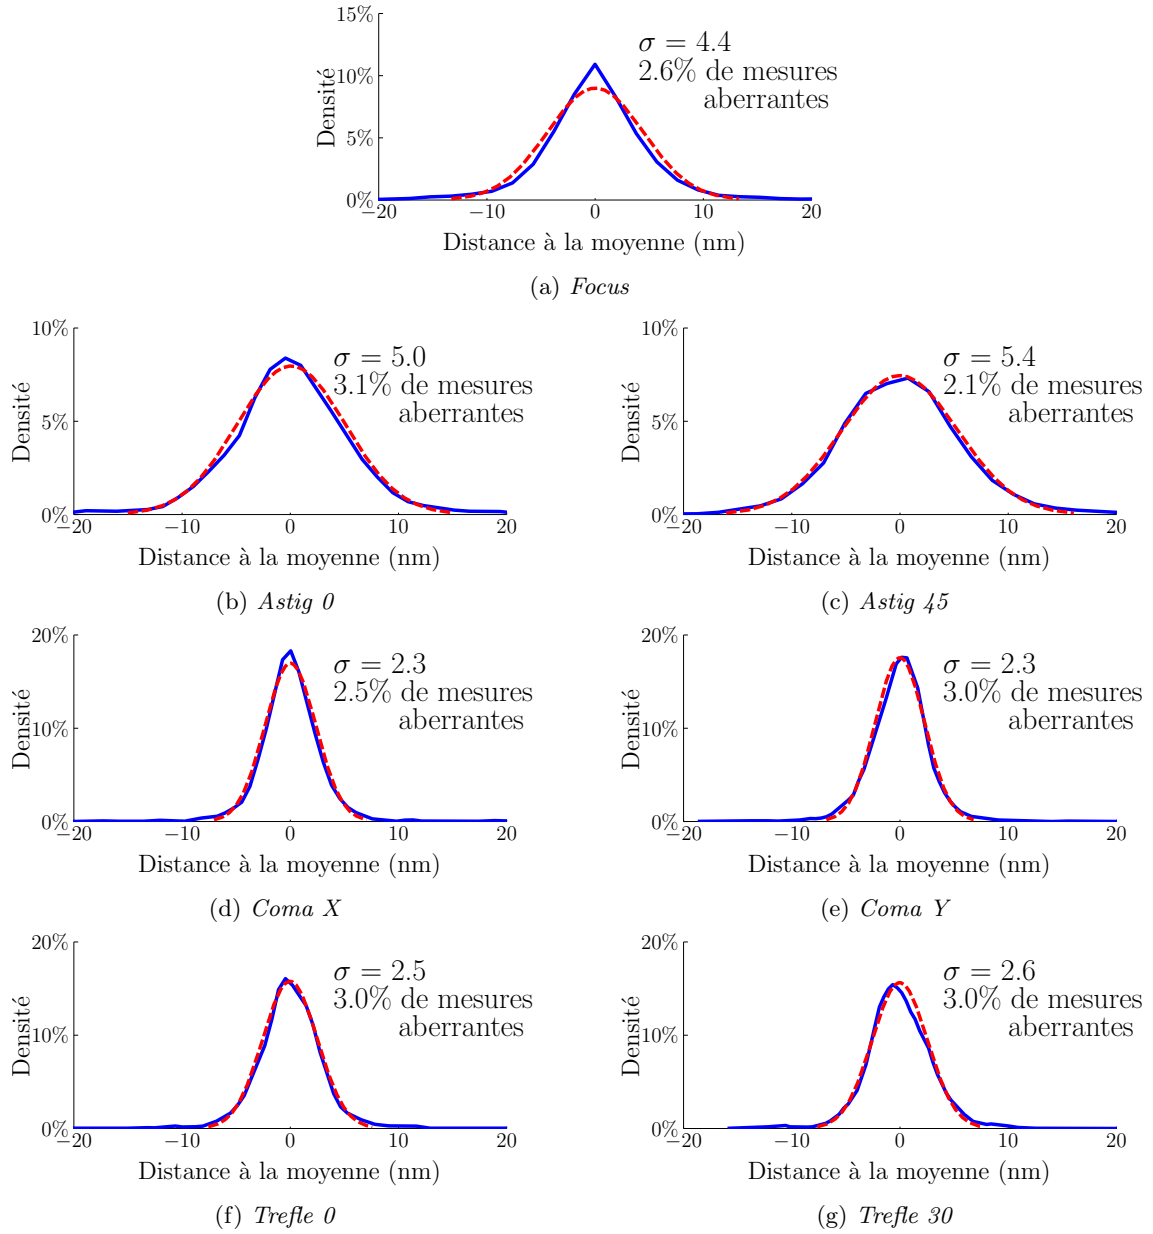 15%
10%
5%
0%
Densité
σ = 4.4
2.6% de mesures
aberrantes
−20 −10 0 10 20
Distance à la moyenne (nm)
(a) Focus
10%
5%
0%
Densité
σ = 5.0
3.1% de mesures
aberrantes
−20 −10 0 10 20
Distance à la moyenne (nm)
(b) Astig 0
10%
5%
0%
Densité
σ = 5.4
2.1% de mesures
aberrantes
−20 −10 0 10 20
Distance à la moyenne (nm)
(c) Astig 45
20%
10%
0%
Densité
σ = 2.3
2.5% de mesures
aberrantes
−20 −10 0 10 20
Distance à la moyenne (nm)
(d) Coma X
20%
10%
0%
Densité
σ = 2.3
3.0% de mesures
aberrantes
−20 −10 0 10 20
Distance à la moyenne (nm)
(e) Coma Y
20%
10%
0%
Densité
σ = 2.5
3.0% de mesures
aberrantes
−20 −10 0 10 20
Distance à la moyenne (nm)
(f) Trefle 0
20%
10%
0%
Densité
σ = 2.6
3.0% de mesures
aberrantes
−20 −10 0 10 20
Distance à la moyenne (nm)
(g) Trefle 30